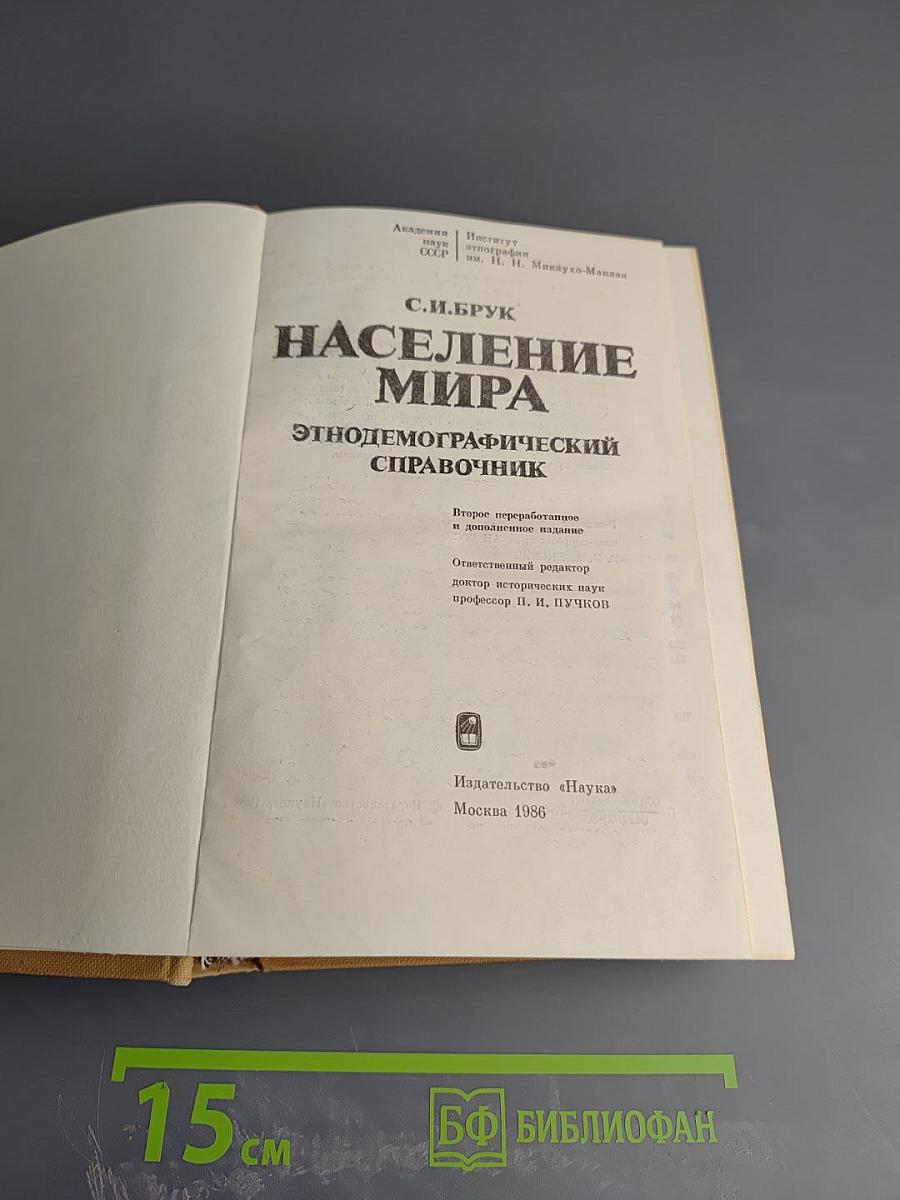 Академия
наук
СССР
Институт
этнографии
им. Н. Н. Миклухо-Маклая
С.И.БРУК
НАСЕЛЕНИЕ
МИРА
ЭТНОДЕМОГРАФИЧЕСКИЙ
СПРАВОЧНИК
Второе переработанное
и дополненное издание
Ответственный редактор
доктор исторических наук
профессор П. И. ПУЧКОВ
Издательство «Наука»
Москва 1986
15 см
БФ БИБЛИОФАН